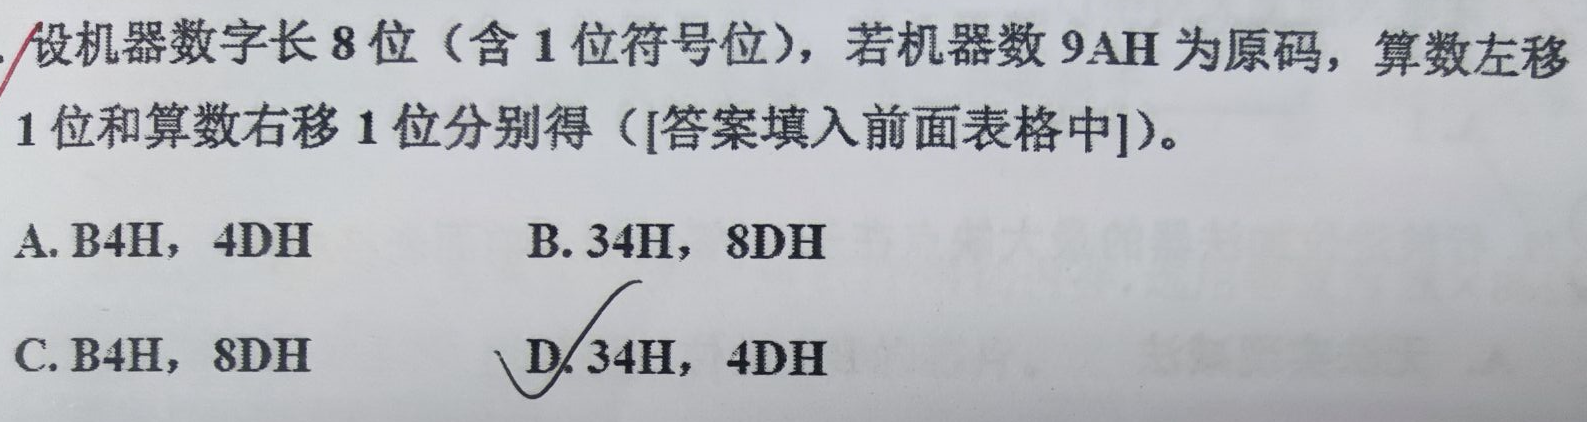 设机器数字长 8 位（含 1 位符号位），若机器数 9AH 为原码，算数左移
1 位和算数右移 1 位分别得（[答案填入前面表格中]）。
A. B4H，4DH B. 34H，8DH
C. B4H，8DH D. 34H，4DH